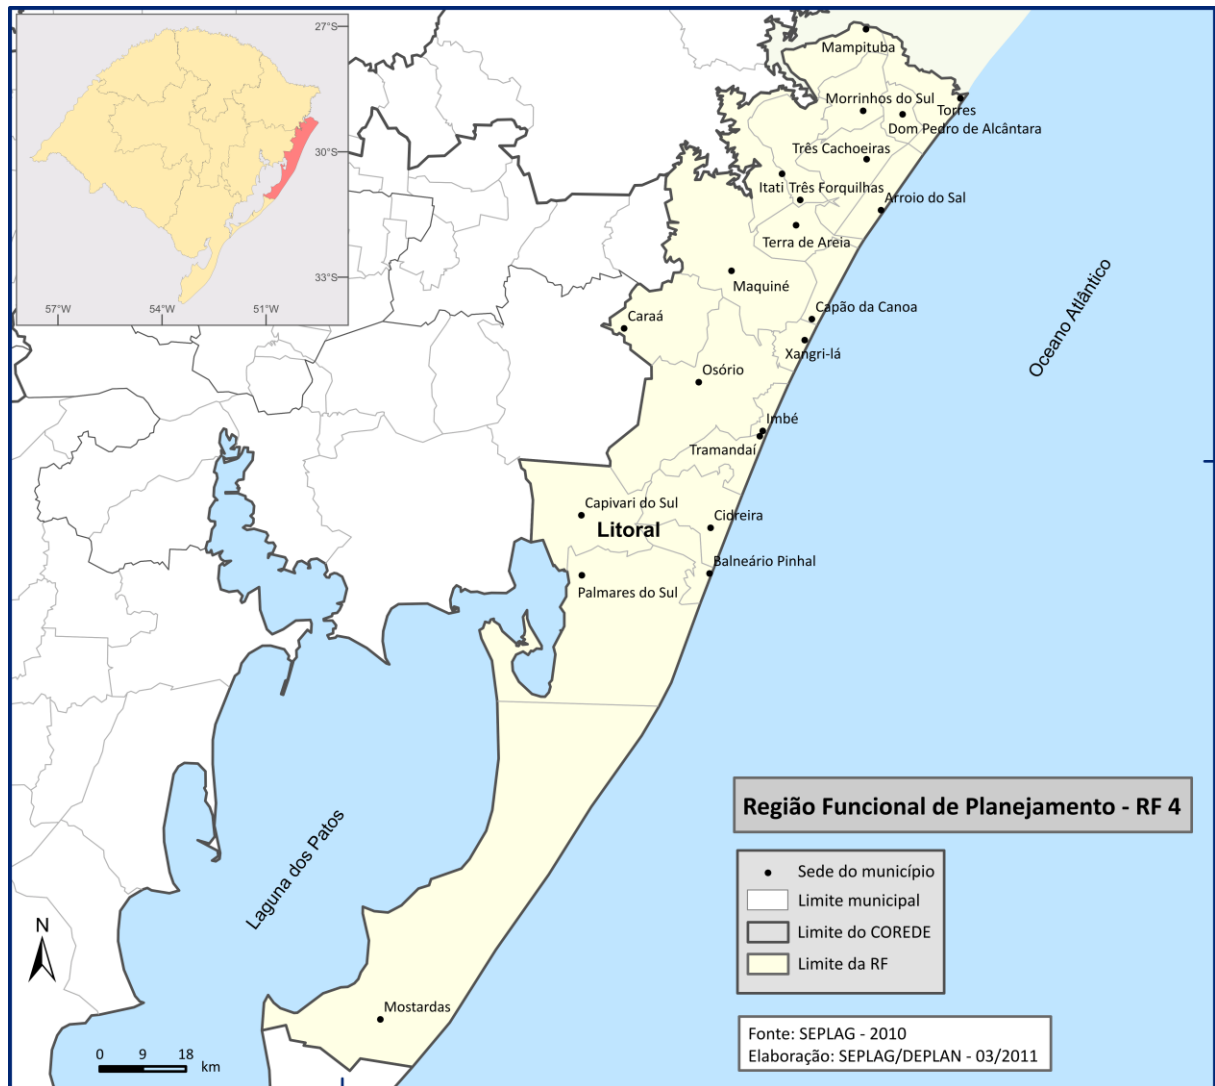 27°S
30°S
33°S
57°W
54°W
51°W
Mampituba
Morrinhos do Sul
Torres
Dom Pedro de Alcântara
Três Cachoeiras
Itati
Três Forquilhas
Arroio do Sal
Terra de Areia
Maquiné
Capão da Canoa
Caraá
Xangri-lá
Osório
Imbé
Tramandaí
Capivari do Sul
Cidreira
Litoral
Balneário Pinhal
Palmares do Sul
Mostardas
Oceano Atlântico
Laguna dos Patos
Região Funcional de Planejamento - RF 4
Sede do município
Limite municipal
Limite do COREDE
Limite da RF
Fonte: SEPLAG - 2010
Elaboração: SEPLAG/DEPLAN - 03/2011
N
0 9 18
km